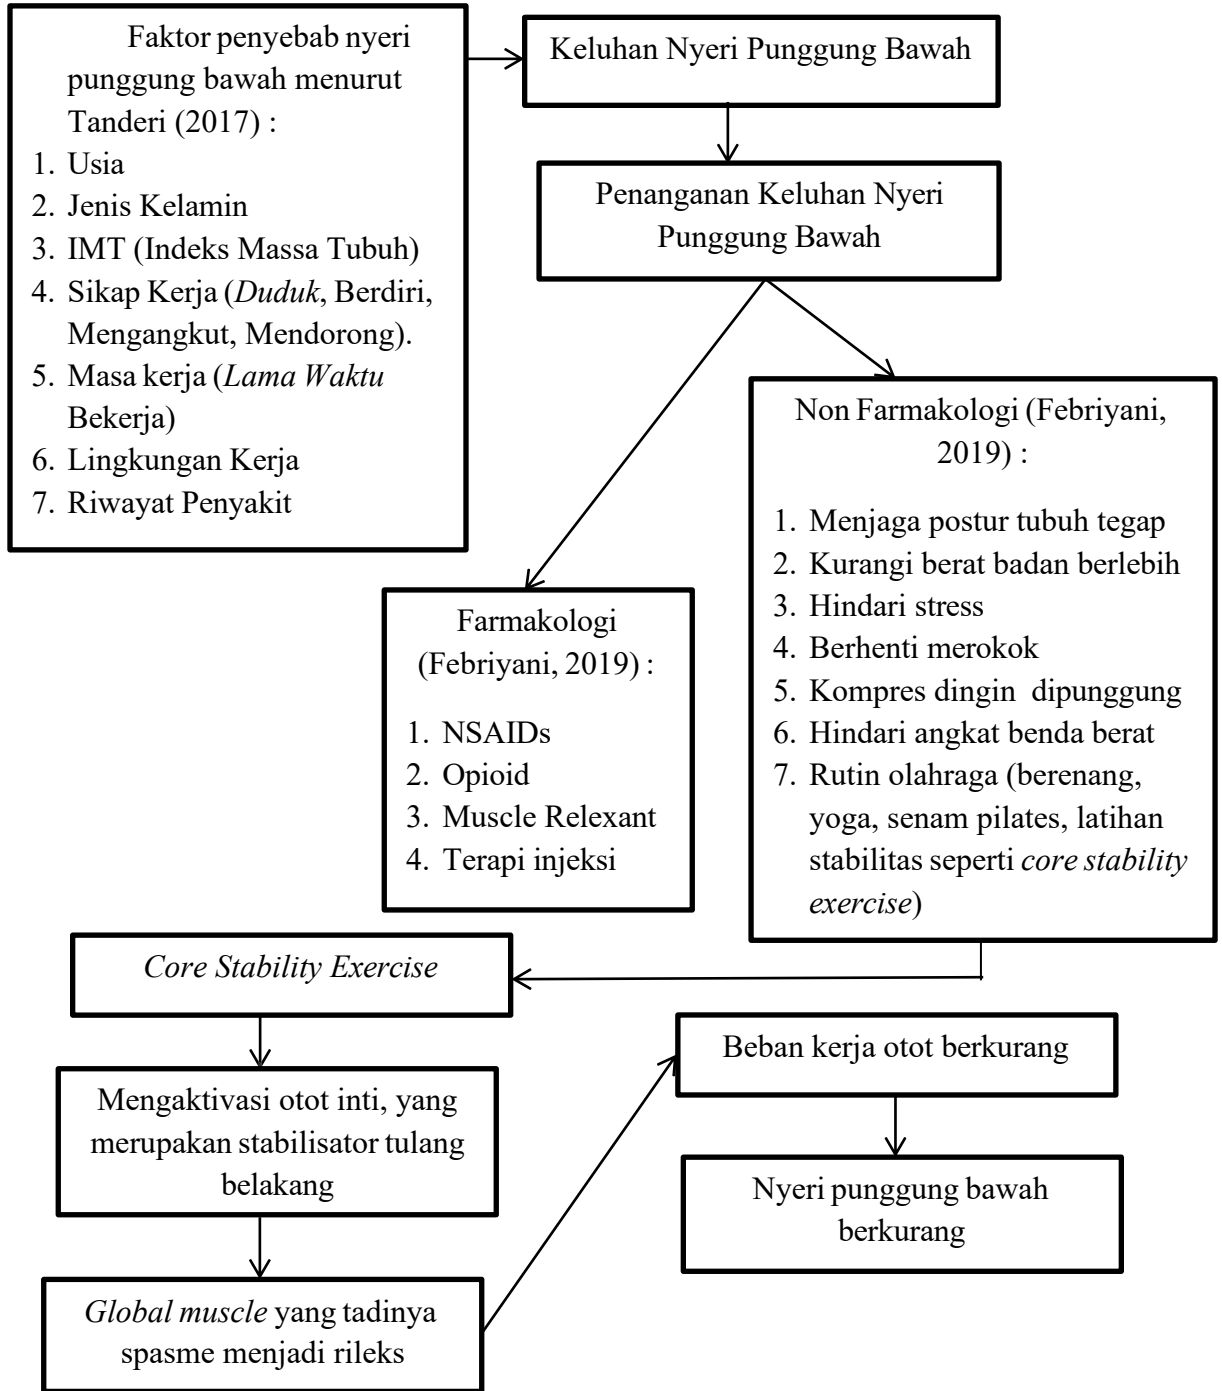 Faktor penyebab nyeri
punggung bawah menurut
Tanderi (2017) :
1. Usia
2. Jenis Kelamin
3. IMT (Indeks Massa Tubuh)
4. Sikap Kerja (Duduk, Berdiri,
Mengangkut, Mendorong).
5. Masa kerja (Lama Waktu
Bekerja)
6. Lingkungan Kerja
7. Riwayat Penyakit
Keluhan Nyeri Punggung Bawah
Penanganan Keluhan Nyeri
Punggung Bawah
Farmakologi
(Febriyani, 2019) :
1. NSAIDs
2. Opioid
3. Muscle Relexant
4. Terapi injeksi
Non Farmakologi (Febriyani,
2019) :
1. Menjaga postur tubuh tegap
2. Kurangi berat badan berlebih
3. Hindari stress
4. Berhenti merokok
5. Kompres dingin dipunggung
6. Hindari angkat benda berat
7. Rutin olahraga (berenang,
yoga, senam pilates, latihan
stabilitas seperti core stability
exercise)
Core Stability Exercise
Mengaktivasi otot inti, yang
merupakan stabilisator tulang
belakang
Global muscle yang tadinya
spasme menjadi rileks
Beban kerja otot berkurang
Nyeri punggung bawah
berkurang